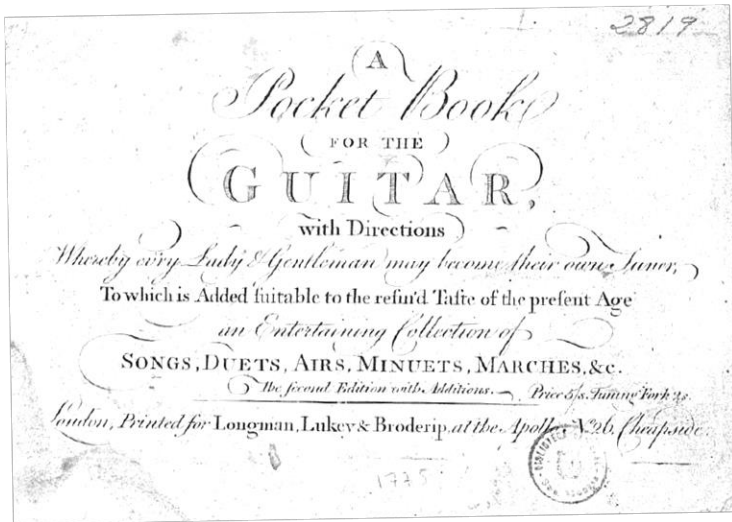 2819
A
Pocket Book
FOR THE
GUITAR,
with Directions
Whereby ev'ry Lady & Gentleman may become their own Tuner,
To which is Added ſuitable to the refin'd Taſte of the preſent Age
an Entertaining Collection of
SONGS, DUETS, AIRS, MINUETS, MARCHES, &c.
The ſecond Edition with Additions. Price 5/s. Tuning Fork 2s.
London, Printed for Longman, Lukey & Broderip, at the Apollo No. 26, Cheapside.
1775